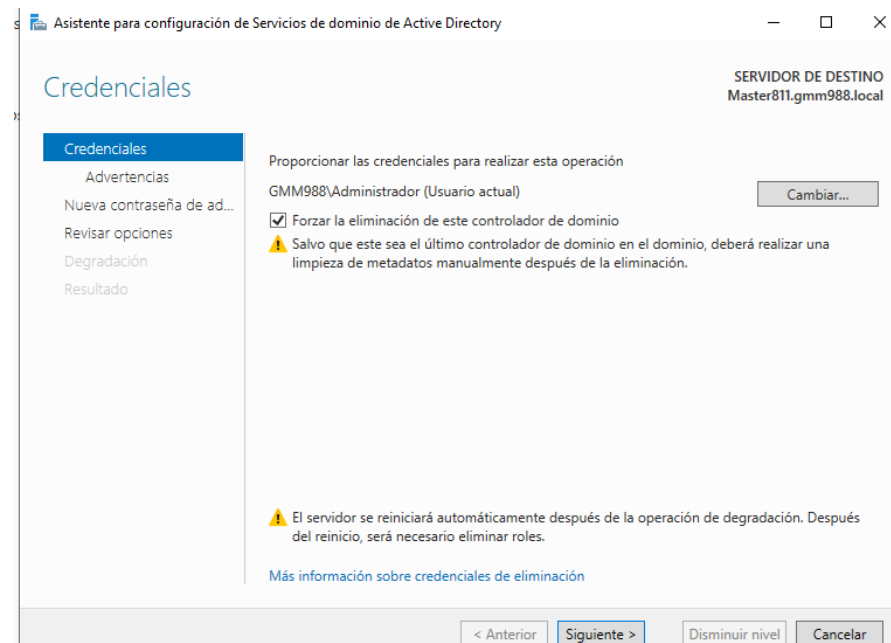 Asistente para configuración de Servicios de dominio de Active Directory
Credenciales
SERVIDOR DE DESTINO
Master811.gmm988.local
Credenciales
Advertencias
Nueva contraseña de ad...
Revisar opciones
Degradación
Resultado
Proporcionar las credenciales para realizar esta operación
GMM988\Administrador (Usuario actual)
Cambiar...
Forzar la eliminación de este controlador de dominio
Salvo que este sea el último controlador de dominio en el dominio, deberá realizar una
limpieza de metadatos manualmente después de la eliminación.
El servidor se reiniciará automáticamente después de la operación de degradación. Después
del reinicio, será necesario eliminar roles.
Más información sobre credenciales de eliminación
< Anterior
Siguiente >
Disminuir nivel
Cancelar